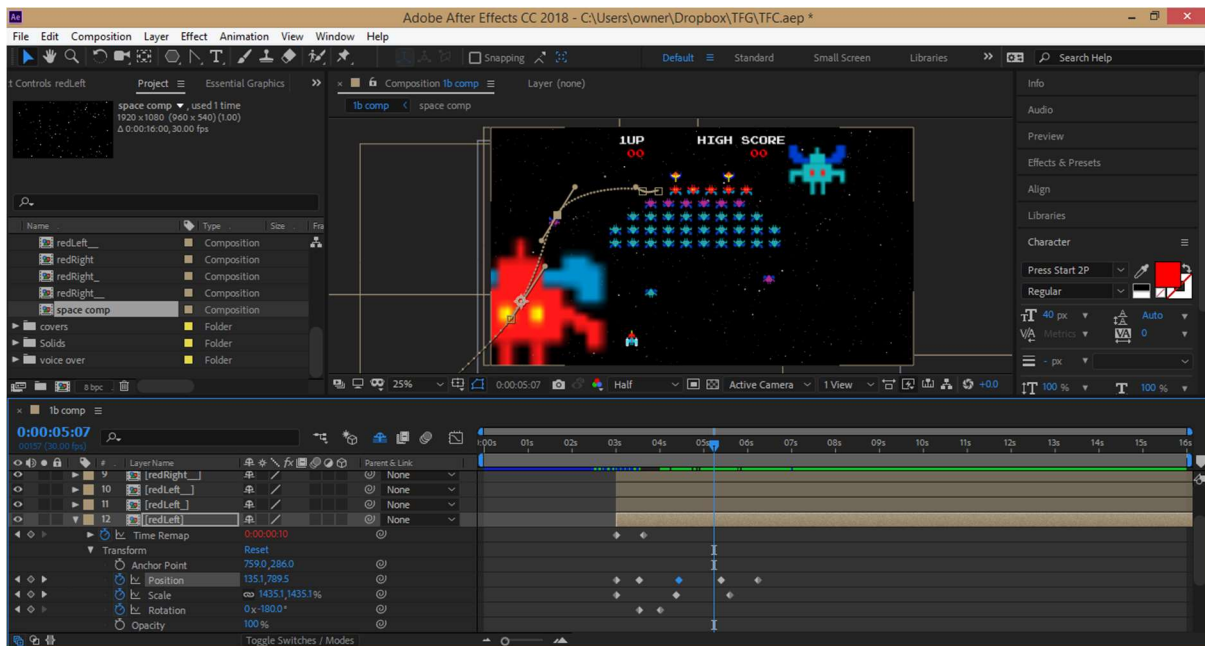 Ae
Adobe After Effects CC 2018 - C:\Users\owner\Dropbox\TFG\TFC.aep *
File Edit Composition Layer Effect Animation View Window Help
Snapping
Default
Standard
Small Screen
Libraries
Search Help
t Controls redLeft
Project
Essential Graphics
space comp , used 1 time
1920 x1080 (960 x 540) (1.00)
Δ 0:00:16:00, 30.00 fps
Name
Type
Size
Fra
redLeft__ Composition
redRight Composition
redRight_ Composition
redRight__ Composition
space comp Composition
covers Folder
Solids Folder
voice over Folder
8 bpc
Composition 1b comp
Layer (none)
1b comp
space comp
1UP
HIGH SCORE
00
00
25%
0:00:05:07
Half
Active Camera
1 View
+0.0
Info
Audio
Preview
Effects & Presets
Align
Libraries
Character
Press Start 2P
Regular
40 px
Auto
Metrics
0
- px
100 %
100 %
1b comp
0:00:05:07
00157 (30.00 fps)
# Layer Name
Parent & Link
:00s 01s 02s 03s 04s 05s 06s 07s 08s 09s 10s 11s 12s 13s 14s 15s 16s
9 [redRight__] None
10 [redLeft__] None
11 [redLeft_] None
12 [redLeft] None
Time Remap 0:00:00:10
Transform Reset
Anchor Point 759.0,286.0
Position 135.1,789.5
Scale 1435.1,1435.1%
Rotation 0x-180.0°
Opacity 100%
Toggle Switches / Modes